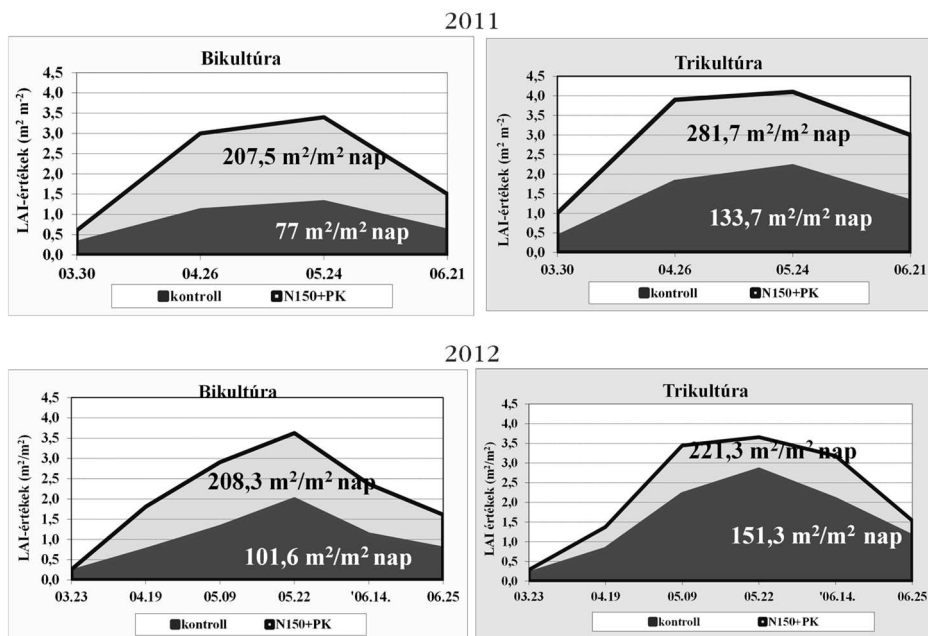 2011
Bikultúra
LAI-értékek (m² m⁻²)
4,5
4,0
3,5
3,0
2,5
2,0
1,5
1,0
0,5
0,0
207,5 m²/m² nap
77 m²/m² nap
03.30 04.26 05.24 06.21
kontroll N150+PK
Trikultúra
LAI-értékek (m² m⁻²)
4,5
4,0
3,5
3,0
2,5
2,0
1,5
1,0
0,5
0,0
281,7 m²/m² nap
133,7 m²/m² nap
03.30 04.26 05.24 06.21
kontroll N150+PK
2012
Bikultúra
LAI-értékek (m²/m²)
4,5
4,0
3,5
3,0
2,5
2,0
1,5
1,0
0,5
0,0
208,3 m²/m² nap
101,6 m²/m² nap
03.23 04.19 05.09 05.22 '06.14. 06.25
kontroll N150+PK
Trikultúra
LAI értékek (m²/m²)
4,5
4,0
3,5
3,0
2,5
2,0
1,5
1,0
0,5
0,0
221,3 m²/m² nap
151,3 m²/m² nap
03.23 04.19 05.09 05.22 '06.14. 06.25
kontroll N150+PK